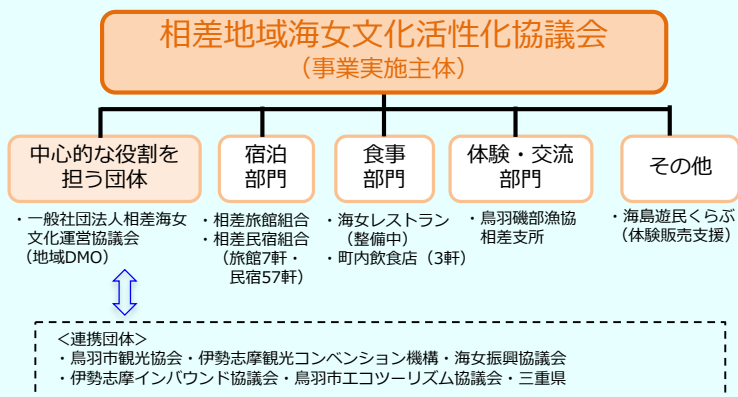 相差地域海女文化活性化協議会
（事業実施主体）
中心的な役割を
担う団体
宿泊
部門
食事
部門
体験・交流
部門
その他
・一般社団法人相差海女
文化運営協議会
（地域DMO）
・相差旅館組合
・相差民宿組合
（旅館7軒・
民宿57軒）
・海女レストラン
（整備中）
・町内飲食店（3軒）
・鳥羽磯部漁協
相差支所
・海島遊民くらぶ
（体験販売支援）
＜連携団体＞
・鳥羽市観光協会・伊勢志摩観光コンベンション機構・海女振興協議会
・伊勢志摩インバウンド協議会・鳥羽市エコツーリズム協議会・三重県